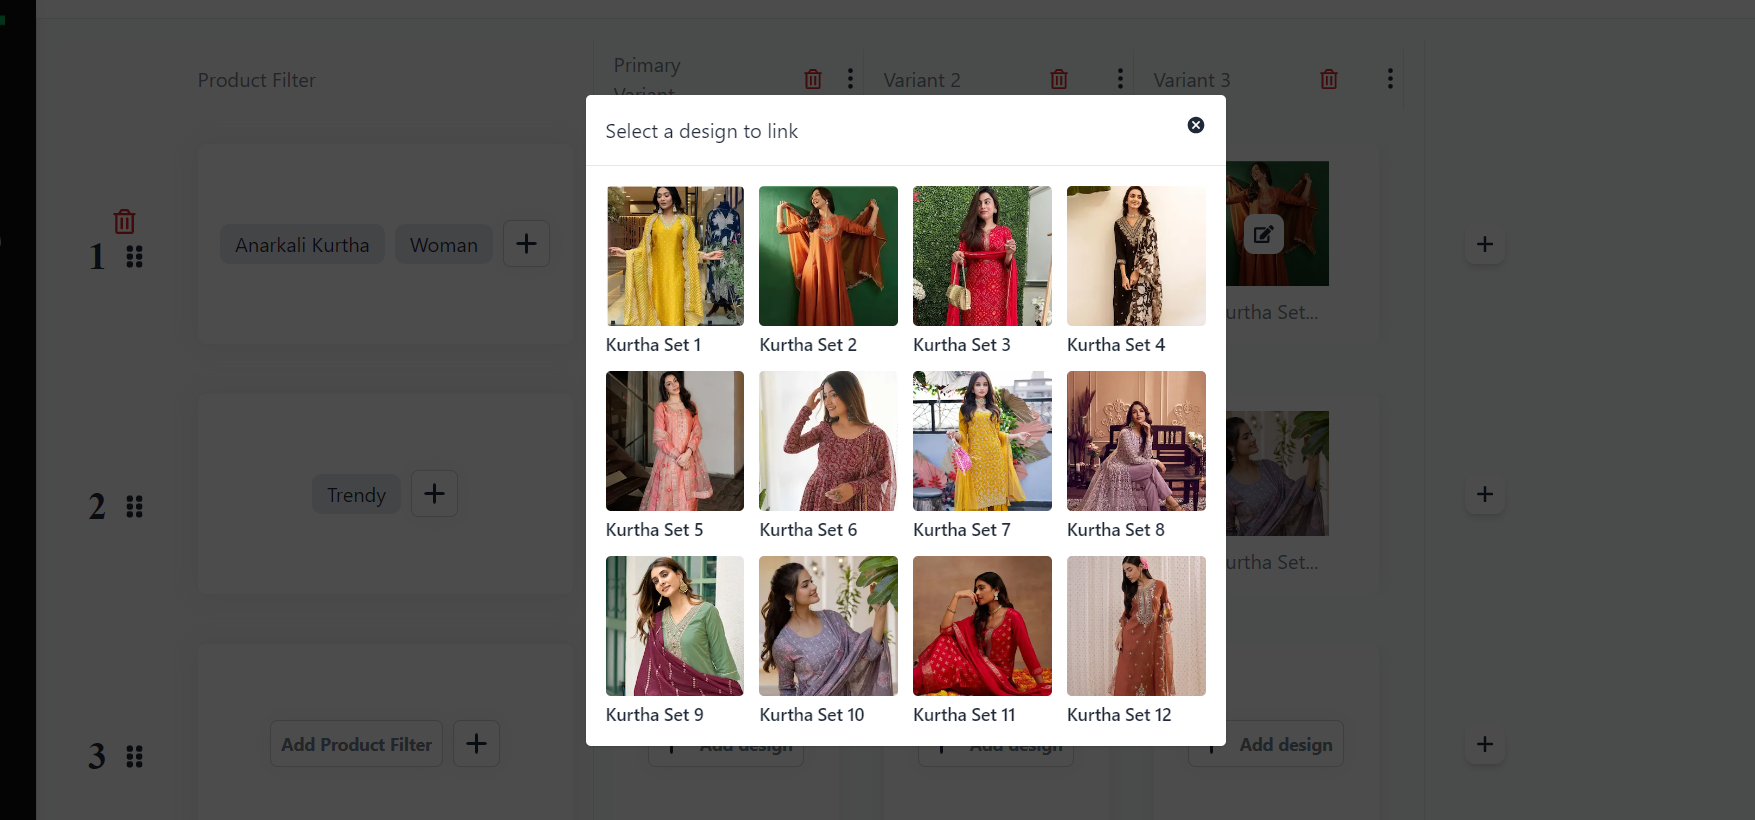 Product Filter
Primary
Variant
Variant 2
Variant 3
Select a design to link
1
Anarkali Kurtha
Woman
Kurtha Set 1
Kurtha Set 2
Kurtha Set 3
Kurtha Set 4
Set...
2
Trendy
Kurtha Set 5
Kurtha Set 6
Kurtha Set 7
Kurtha Set 8
Set...
Kurtha Set 9
Kurtha Set 10
Kurtha Set 11
Kurtha Set 12
3
Add Product Filter
Add design
Add design
Add design